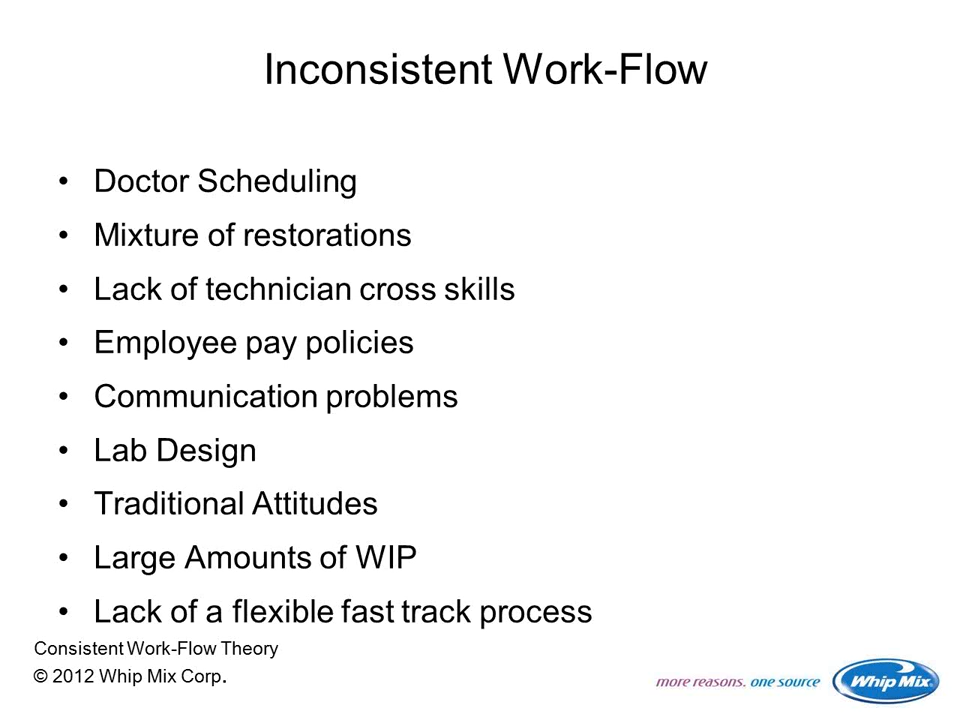 Inconsistent Work-Flow
• Doctor Scheduling
• Mixture of restorations
• Lack of technician cross skills
• Employee pay policies
• Communication problems
• Lab Design
• Traditional Attitudes
• Large Amounts of WIP
• Lack of a flexible fast track process
Consistent Work-Flow Theory
© 2012 Whip Mix Corp.
more reasons. one source
Whip Mix